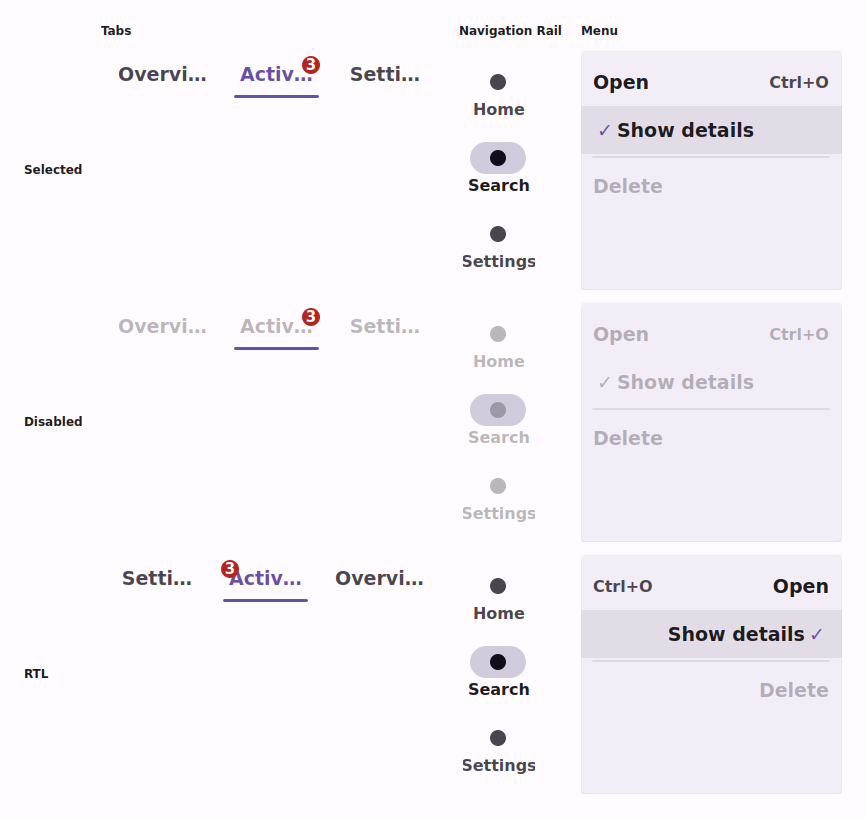 Tabs Navigation Rail Menu
Selected
Overvi… Activ… 3 Setti…
Home
Search
Settings
Open Ctrl+O
✓ Show details
Delete
Disabled
Overvi… Activ… 3 Setti…
Home
Search
Settings
Open Ctrl+O
✓ Show details
Delete
RTL
Setti… 3 Activ… Overvi…
Home
Search
Settings
Ctrl+O Open
Show details ✓
Delete